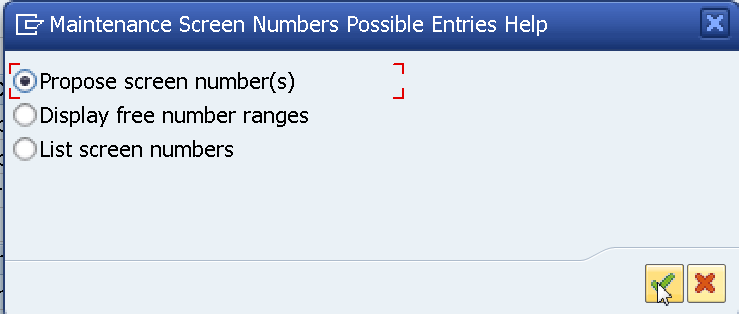 Maintenance Screen Numbers Possible Entries Help
Propose screen number(s)
Display free number ranges
List screen numbers